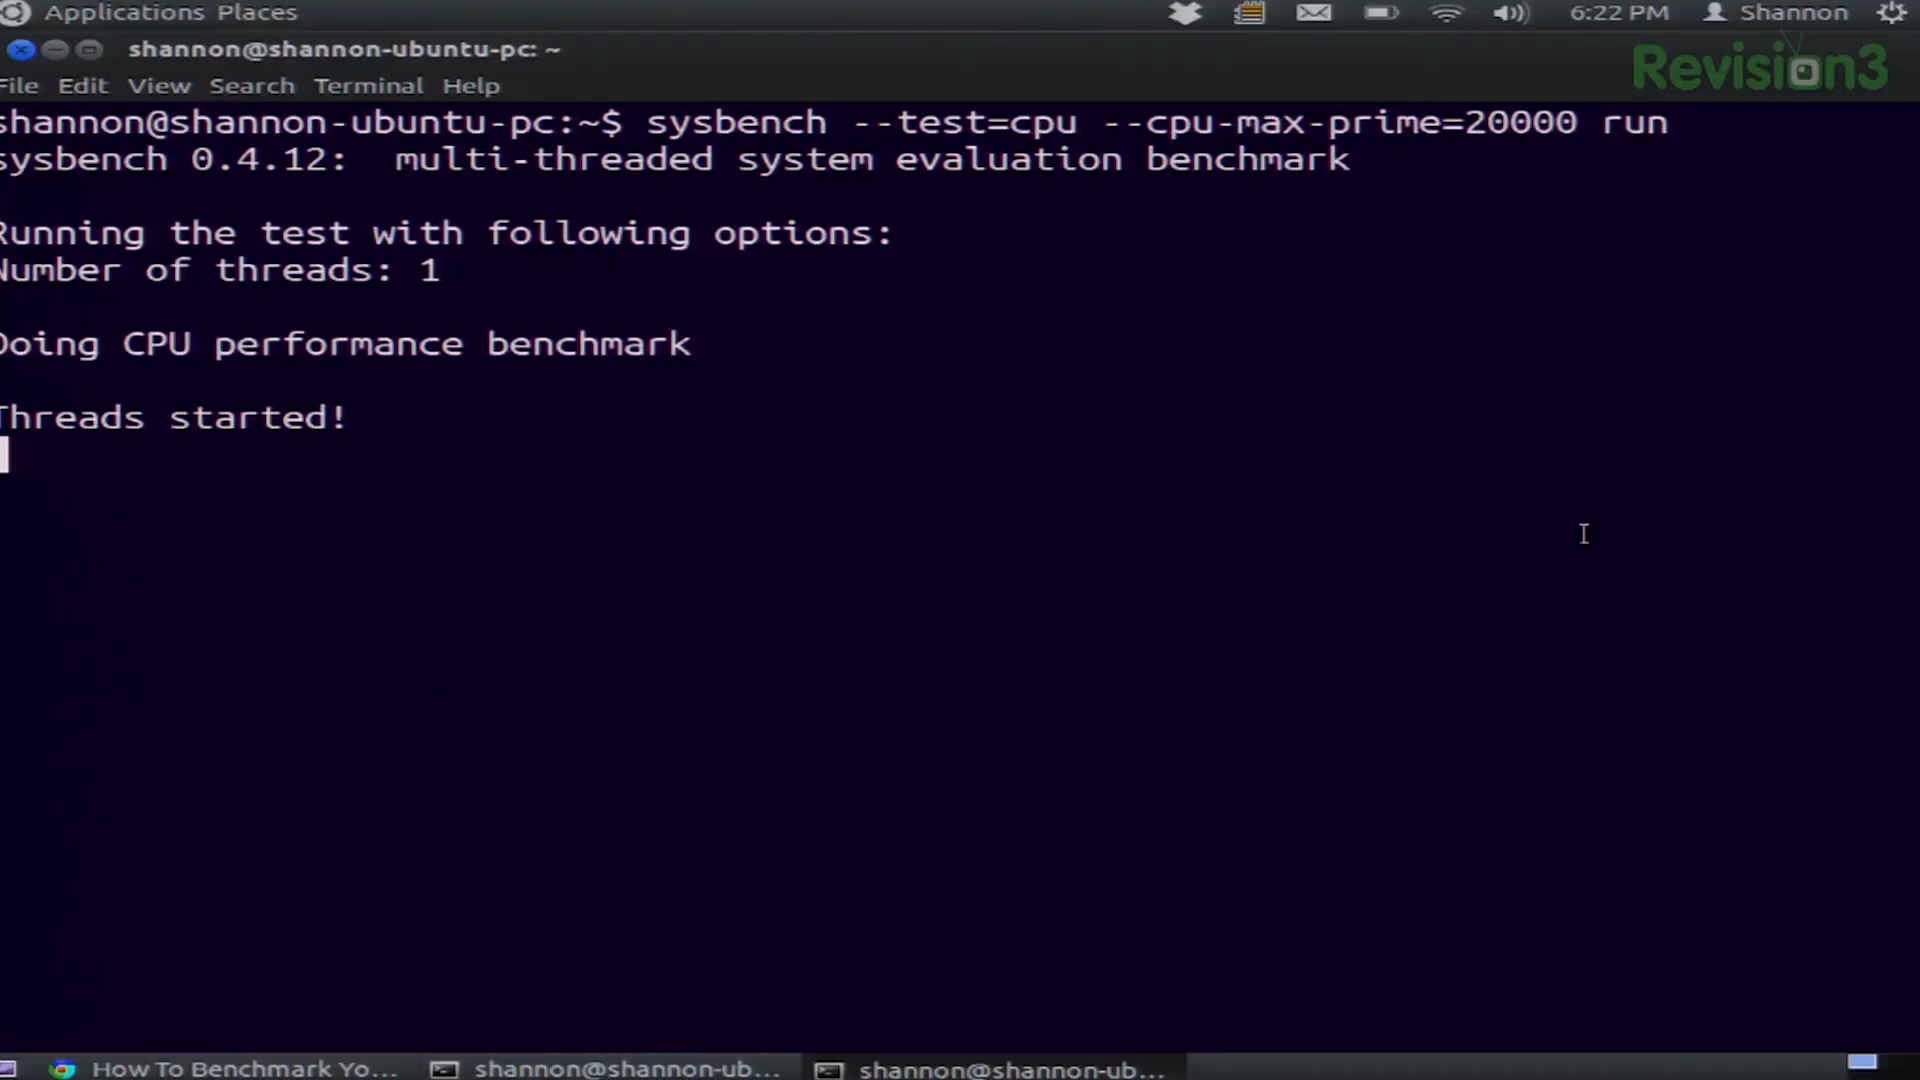 Applications Places
6:22 PM
Shannon
shannon@shannon-ubuntu-pc: ~
Revision3
File Edit View Search Terminal Help
shannon@shannon-ubuntu-pc:~$ sysbench --test=cpu --cpu-max-prime=20000 run
sysbench 0.4.12:  multi-threaded system evaluation benchmark
Running the test with following options:
Number of threads: 1
Doing CPU performance benchmark
Threads started!
How To Benchmark Yo...
shannon@shannon-ub...
shannon@shannon-ub...